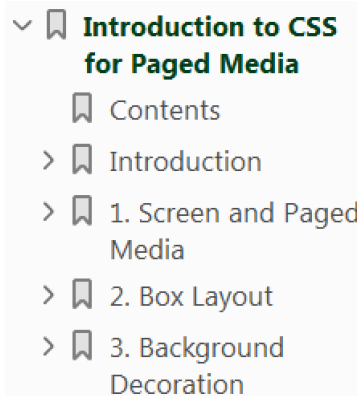 Introduction to CSS
for Paged Media
Contents
Introduction
1. Screen and Paged
Media
2. Box Layout
3. Background
Decoration